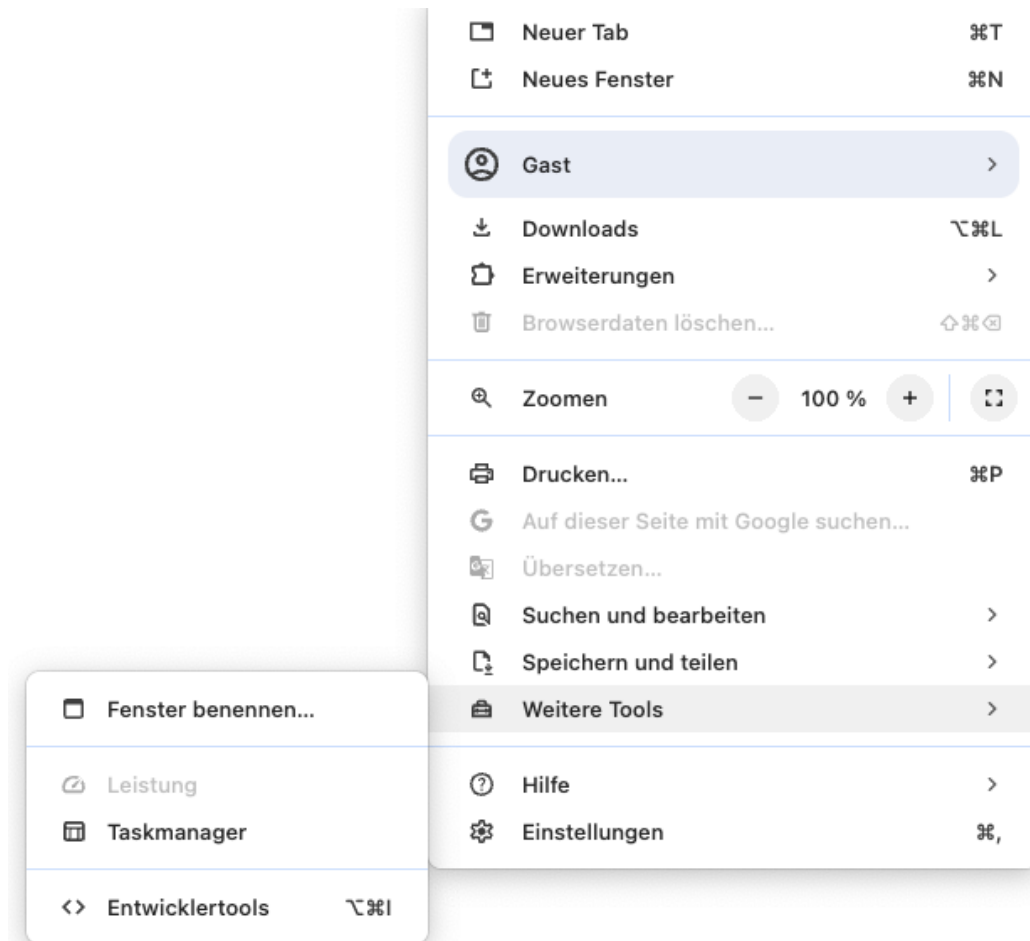 Neuer Tab ⌘T
Neues Fenster ⌘N
Gast
Downloads ⌥⌘L
Erweiterungen
Browserdaten löschen... ⇧⌘⌫
Zoomen − 100 % +
Drucken... ⌘P
Auf dieser Seite mit Google suchen...
Übersetzen...
Suchen und bearbeiten
Speichern und teilen
Weitere Tools
Hilfe
Einstellungen ⌘,
Fenster benennen...
Leistung
Taskmanager
Entwicklertools ⌥⌘I